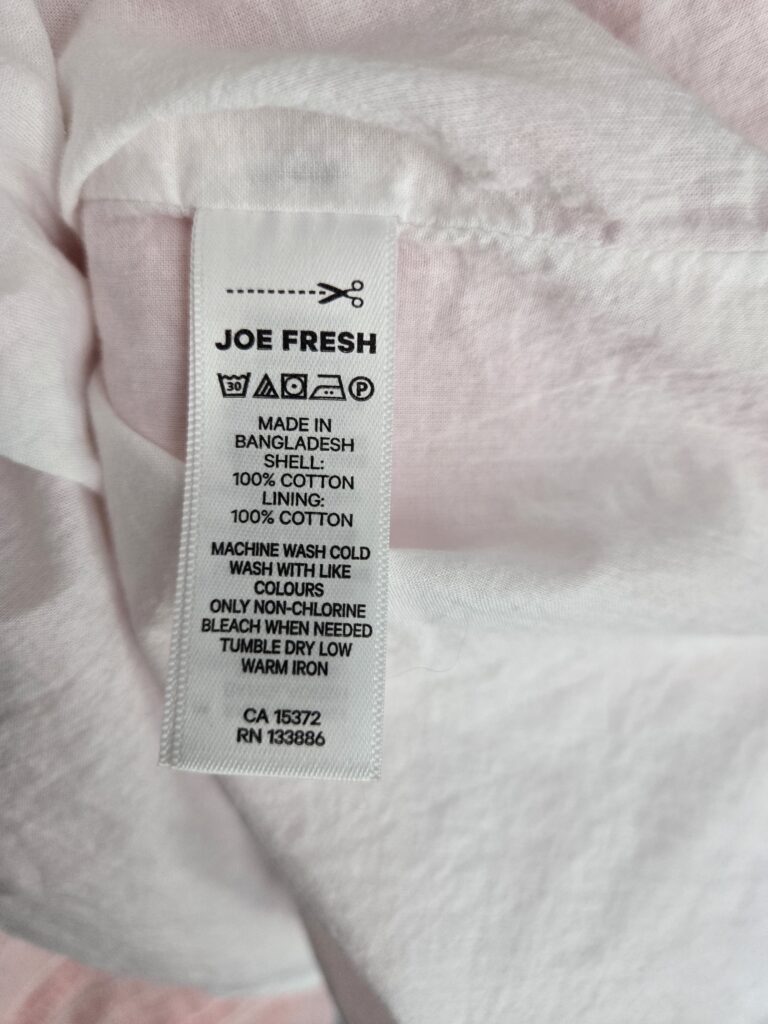 JOE FRESH
30 P
MADE IN
BANGLADESH
SHELL:
100% COTTON
LINING:
100% COTTON
MACHINE WASH COLD
WASH WITH LIKE
COLOURS
ONLY NON-CHLORINE
BLEACH WHEN NEEDED
TUMBLE DRY LOW
WARM IRON
CA 15372
RN 133886